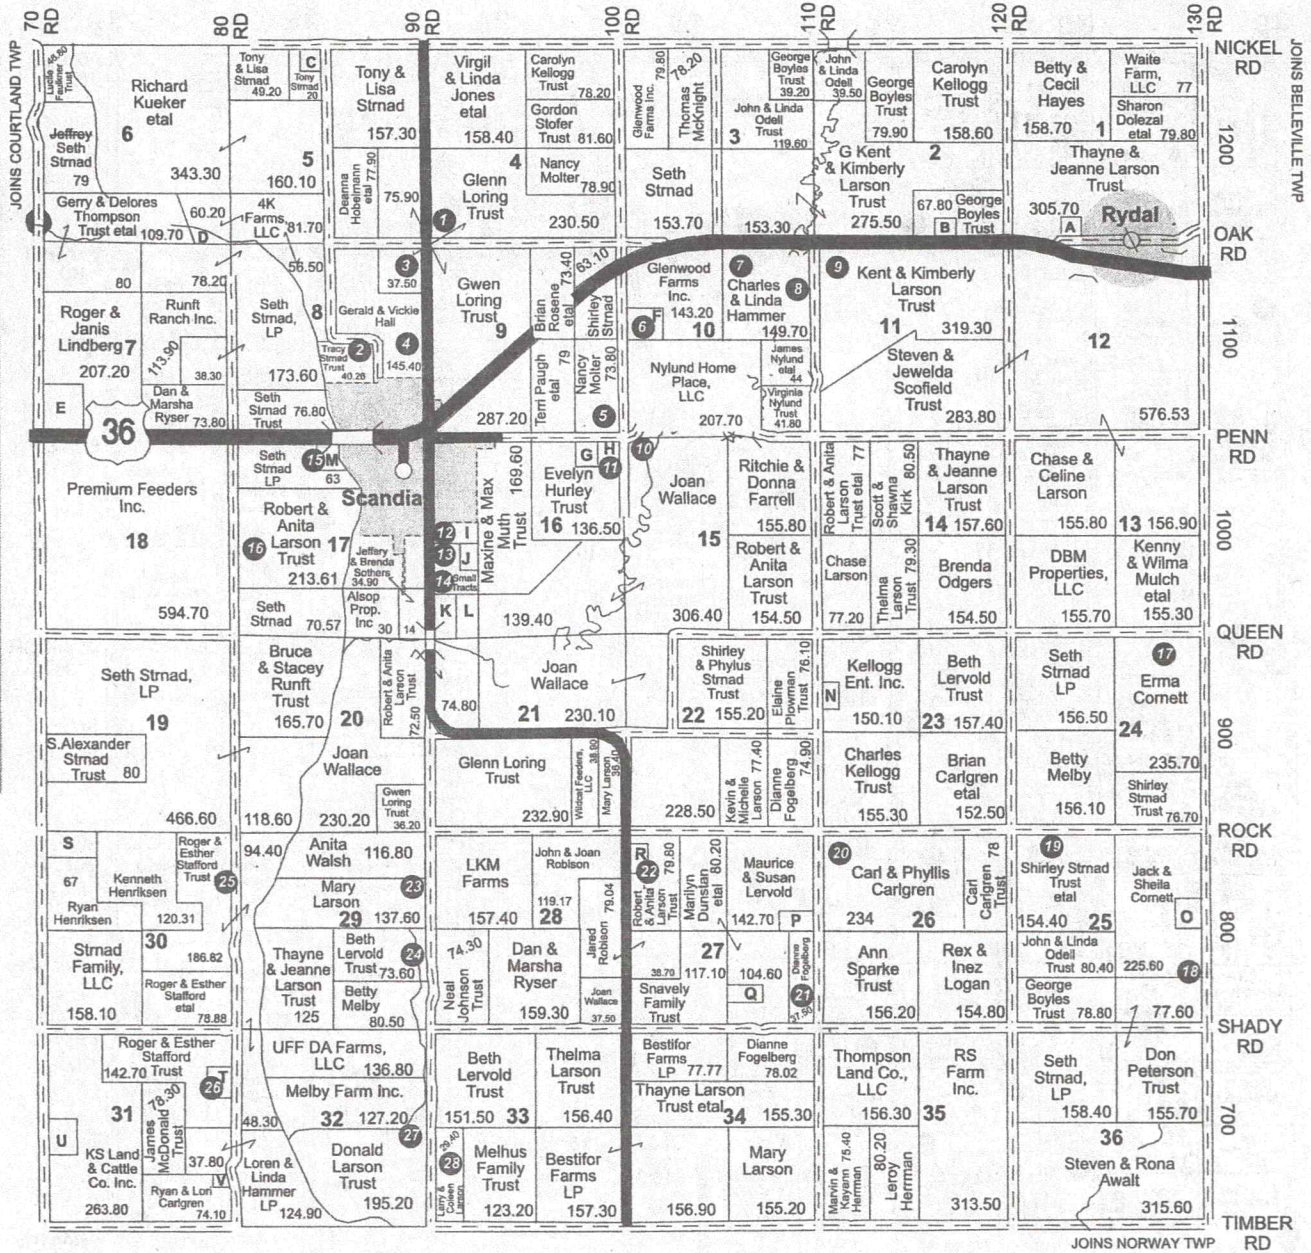 70 RD
80 RD
90 RD
100 RD
110 RD
120 RD
130 RD
JOINS COURTLAND TWP
JOINS BELLEVILLE TWP
NICKEL
RD
1200
OAK
RD
1100
PENN
RD
1000
QUEEN
RD
900
ROCK
RD
800
SHADY
RD
700
TIMBER
RD
JOINS NORWAY TWP
Lucille
Faulkner
Trust
48.80
Richard
Kueker
etal
6
343.30
Jeffrey
Seth
Strnad
79
Gerry & Delores
Thompson
Trust etal
109.70
60.20
D
Tony
& Lisa
Strnad
49.20
C
Tony
Strnad
20
5
160.10
4K
Farms,
LLC
81.70
Tony &
Lisa
Strnad
157.30
Deanna
Hobelmann
etal 77.90
75.90
Virgil
& Linda
Jones
etal
158.40
Carolyn
Kellogg
Trust
78.20
Gordon
Stofer
Trust 81.60
4
Glenn
Loring
Trust
Nancy
Molter
78.90
230.50
1
Glenwood
Farms Inc.
79.80
Thomas
McKnight
78.20
George
Boyles
Trust
39.20
John & Linda
Odell
Trust
119.60
3
Seth
Strnad
153.70
153.30
John
& Linda
Odell
39.50
George
Boyles
Trust
79.90
Carolyn
Kellogg
Trust
158.60
2
G Kent
& Kimberly
Larson
Trust
275.50
67.80
B
George
Boyles
Trust
Betty &
Cecil
Hayes
158.70
1
Waite
Farm,
LLC 77
Sharon
Dolezal
etal 79.80
Thayne &
Jeanne Larson
Trust
305.70
A
Rydal
80
78.20
Roger &
Janis
Lindberg
7
207.20
Runft
Ranch Inc.
113.90
38.30
Dan &
Marsha
Ryser
73.80
E
36
56.50
Seth
Strnad,
LP
8
173.60
Seth
Strnad
Trust
76.80
3
37.50
Gerald & Vickie
Hall
4
145.40
Tracy
Strnad
Trust
2
40.26
Gwen
Loring
Trust
9
287.20
Brian
Rosene
etal
73.40
63.10
Shirley
Strnad
Terri Paugh
etal
79
Nancy
Molter
73.80
5
Glenwood
Farms
Inc.
143.20
F
6
10
7
Charles
& Linda
Hammer
8
149.70
Nylund Home
Place,
LLC
207.70
James
Nylund
etal
44
Virginia
Nylund
Trust
41.80
9
Kent & Kimberly
Larson
Trust
11
319.30
Steven &
Jewelda
Scofield
Trust
283.80
12
576.53
Premium Feeders
Inc.
18
594.70
Seth
Strnad
LP
15
M
63
Scandia
Robert &
Anita
Larson
Trust
16
17
213.61
Jeffery
& Brenda
Sothers
34.90
Seth
Strnad
70.57
Alsop
Prop.
Inc
30
14
12
I
13
J
14
Small
Tracts
K
L
Maxine & Max
Muth
Trust
169.60
G
H
11
Evelyn
Hurley
Trust
16
136.50
139.40
10
Joan
Wallace
15
306.40
Ritchie &
Donna
Farrell
155.80
Robert &
Anita
Larson
Trust
154.50
Robert & Anita
Larson
Trust etal
77
Scott &
Shawna
Kirk
80.50
Thayne
& Jeanne
Larson
Trust
14
157.60
Chase
Larson
77.20
Thelma
Larson
Trust
79.30
Brenda
Odgers
154.50
Chase &
Celine
Larson
155.80
13
156.90
DBM
Properties,
LLC
155.70
Kenny
& Wilma
Mulch
etal
155.30
Seth Strnad,
LP
19
S.Alexander
Strnad
Trust
80
466.60
Bruce
& Stacey
Runft
Trust
165.70
20
Robert & Anita
Larson
Trust
72.50
Joan
Wallace
Gwen
Loring
Trust
36.20
118.60
230.20
74.80
Joan
Wallace
21
230.10
Glenn Loring
Trust
232.90
Wildcat Feeders,
LLC
38.90
Mary Larson
36.40
Shirley
& Phylus
Strnad
Trust
22
155.20
Elaine
Plowman
Trust
76.10
228.50
Kevin &
Michelle
Larson
77.40
Dianne
Fogelberg
74.90
Kellogg
Ent. Inc.
N
150.10
Beth
Lervold
Trust
23
157.40
Charles
Kellogg
Trust
155.30
Brian
Carlgren
etal
152.50
Seth
Strnad
LP
156.50
17
Erma
Cornett
24
235.70
Betty
Melby
156.10
Shirley
Strnad
Trust 76.70
S
67
Ryan
Henriksen
Kenneth
Henriksen
120.31
Roger &
Esther
Stafford
Trust
25
Strnad
Family,
LLC
158.10
30
186.82
Roger & Esther
Stafford
etal
78.88
94.40
Anita
Walsh
116.80
Mary
Larson
23
29
137.60
Thayne
& Jeanne
Larson
Trust
125
Beth
Lervold
Trust
24
73.60
Betty
Melby
80.50
LKM
Farms
157.40
John & Joan
Robison
119.17
28
Jared
Robison
79.04
74.30
Neal
Johnson
Trust
Dan &
Marsha
Ryser
159.30
Joan
Wallace
37.50
R
22
Robert
& Anita
Larson
Trust
79.80
Marilyn
Dunstan
etal
80.20
Maurice
& Susan
Lervold
142.70
P
27
38.70
117.10
104.60
Snavely
Family
Trust
Q
Dianne
Fogelberg
21
37.50
20
Carl & Phyllis
Carlgren
234
26
Carl
Carlgren
Trust
78
Ann
Sparke
Trust
156.20
Rex &
Inez
Logan
154.80
19
Shirley Strnad
Trust
etal
154.40
25
Jack &
Sheila
Cornett
O
John & Linda
Odell
Trust 80.40
225.60
18
George
Boyles
Trust
78.80
77.60
Roger & Esther
Stafford
Trust
142.70
T
26
31
James
McDonald
Trust
78.30
U
KS Land
& Cattle
Co. Inc.
263.80
37.80
V
Ryan & Lori
Carlgren
74.10
UFF DA Farms,
LLC
136.80
Melby Farm Inc.
32
127.20
27
48.30
Loren &
Linda
Hammer
LP
124.90
Donald
Larson
Trust
195.20
Beth
Lervold
Trust
151.50
33
Thelma
Larson
Trust
156.40
29.40
28
Larry &
Coleen
Larson
Melhus
Family
Trust
123.20
Bestifor
Farms
LP
157.30
Bestifor
Farms
LP 77.77
Dianne
Fogelberg
78.02
Thayne Larson
Trust etal
34
155.30
156.90
Mary
Larson
155.20
Thompson
Land Co.,
LLC
156.30
RS
Farm
Inc.
35
Marvin &
Kayann
Herrman
75.40
Leroy
Herrman
80.20
313.50
Seth
Strnad,
LP
158.40
Don
Peterson
Trust
155.70
36
Steven & Rona
Awalt
315.60